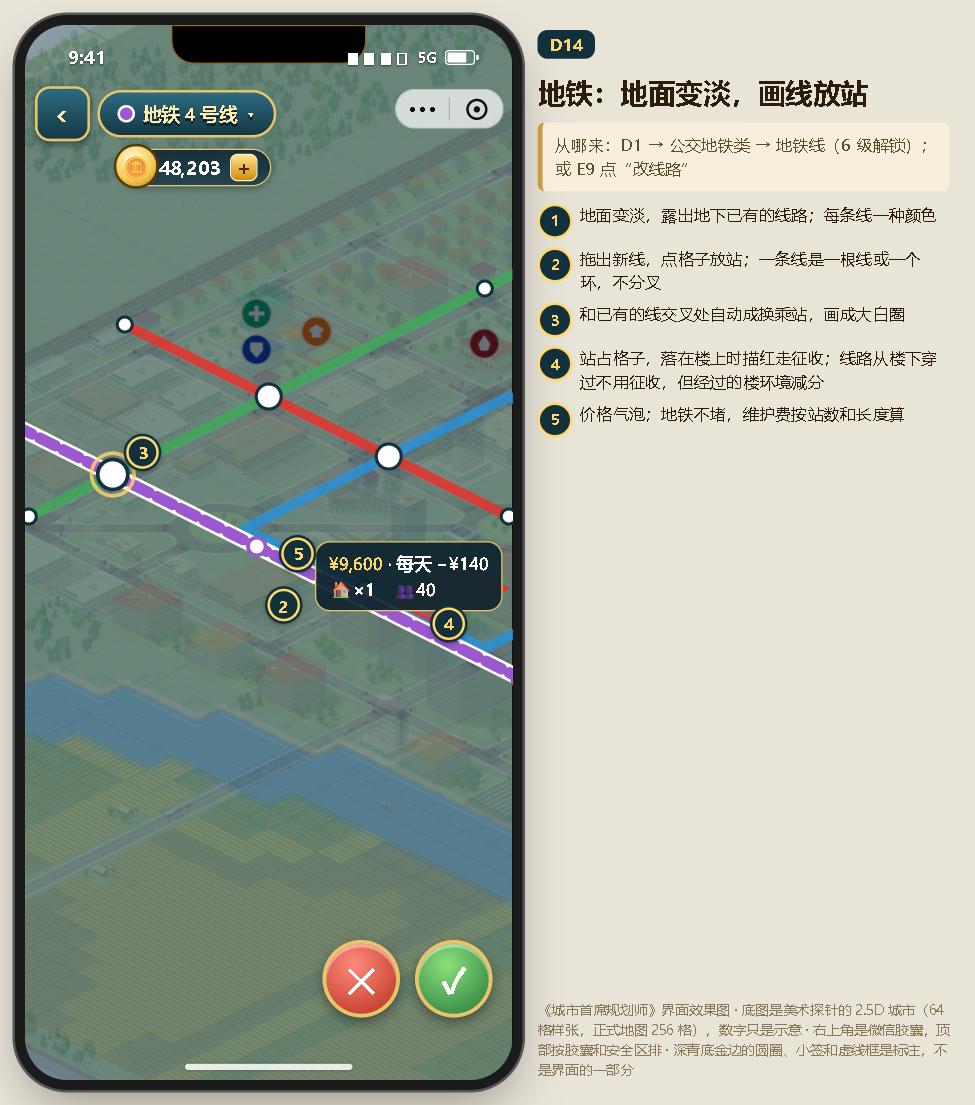 9:41
5G
地铁 4 号线
48,203 +
3
5
¥9,600 · 每天 −¥140
×1 40
2
4
D14
地铁：地面变淡，画线放站
从哪来：D1 → 公交地铁类 → 地铁线（6 级解锁）；
或 E9 点“改线路”
1 地面变淡，露出地下已有的线路；每条线一种颜色
2 拖出新线，点格子放站；一条线是一根线或一个
环，不分叉
3 和已有的线交叉处自动成换乘站，画成大白圈
4 站占格子，落在楼上时描红走征收；线路从楼下穿
过不用征收，但经过的楼环境减分
5 价格气泡；地铁不堵，维护费按站数和长度算
《城市首席规划师》界面效果图 · 底图是美术探针的 2.5D 城市（64
格样张，正式地图 256 格），数字只是示意 · 右上角是微信胶囊，顶
部按胶囊和安全区排 · 深青底金边的圆圈、小签和虚线框是标注，不
是界面的一部分